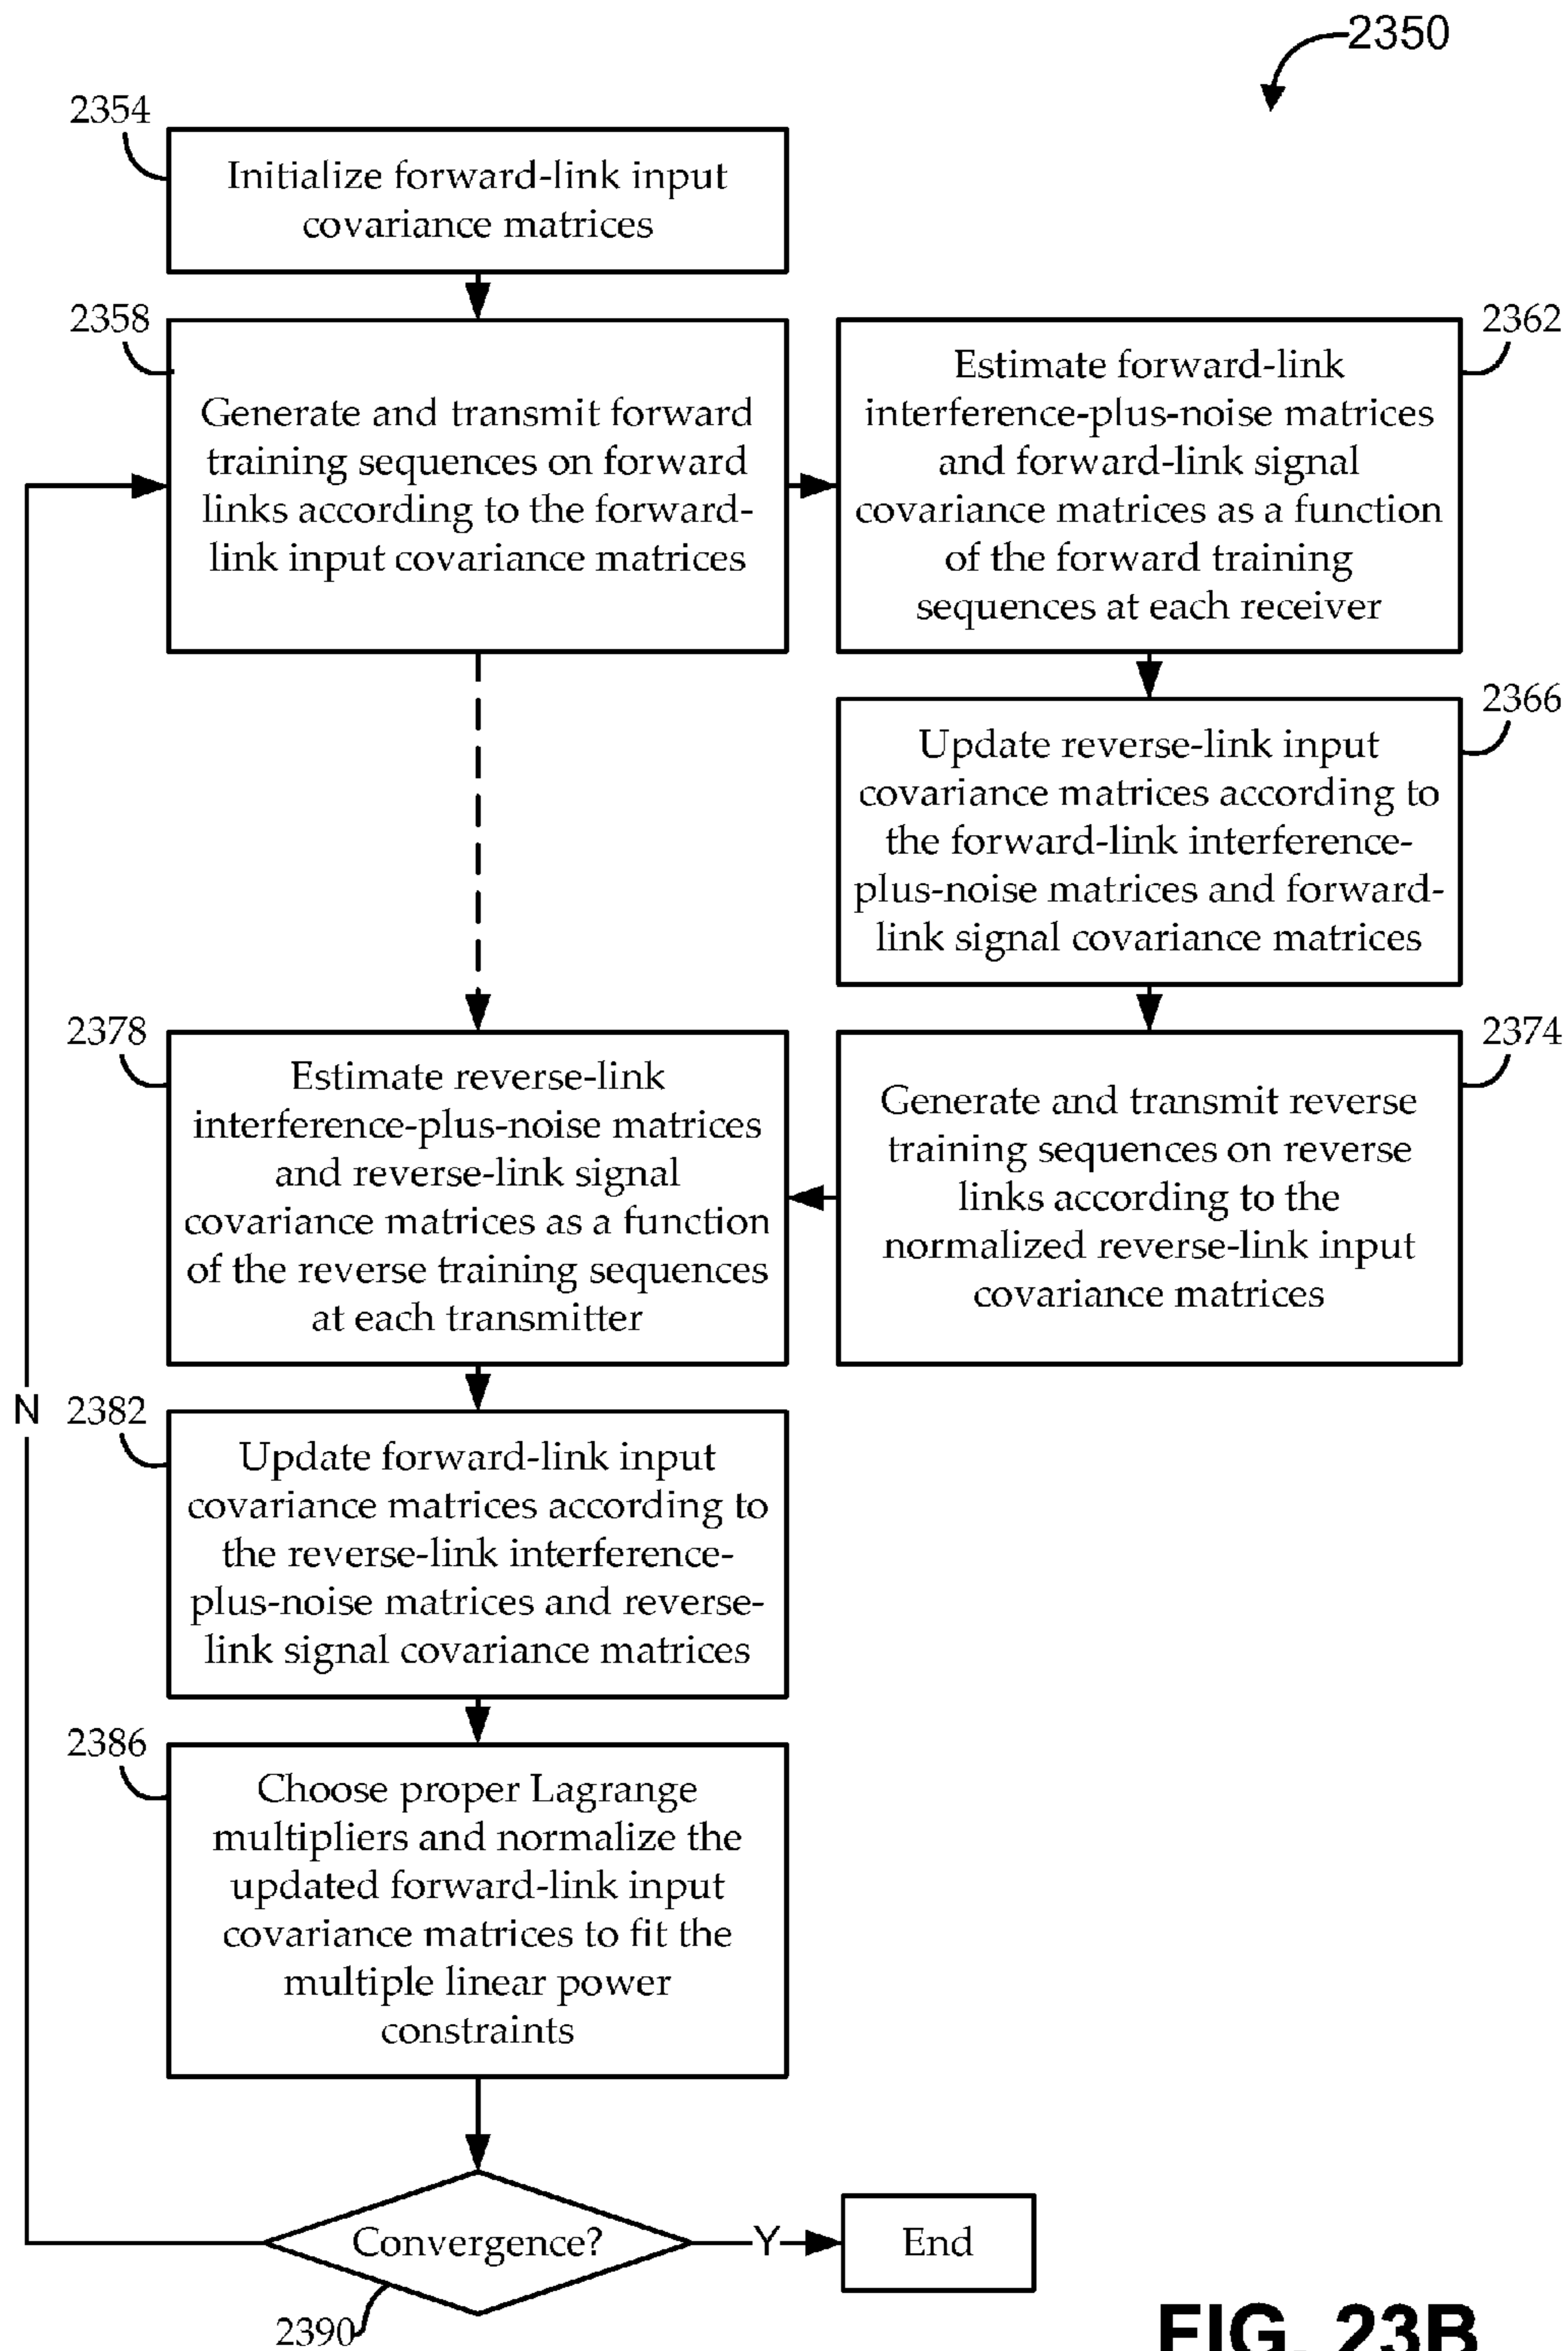 2350
2354
Initialize forward-link input
covariance matrices
2358
Generate and transmit forward
training sequences on forward
links according to the forward-
link input covariance matrices
2362
Estimate forward-link
interference-plus-noise matrices
and forward-link signal
covariance matrices as a function
of the forward training
sequences at each receiver
2366
Update reverse-link input
covariance matrices according to
the forward-link interference-
plus-noise matrices and forward-
link signal covariance matrices
2374
Generate and transmit reverse
training sequences on reverse
links according to the
normalized reverse-link input
covariance matrices
2378
Estimate reverse-link
interference-plus-noise matrices
and reverse-link signal
covariance matrices as a function
of the reverse training sequences
at each transmitter
N
2382
Update forward-link input
covariance matrices according to
the reverse-link interference-
plus-noise matrices and reverse-
link signal covariance matrices
2386
Choose proper Lagrange
multipliers and normalize the
updated forward-link input
covariance matrices to fit the
multiple linear power
constraints
Convergence?
Y
End
2390
FIG. 23B